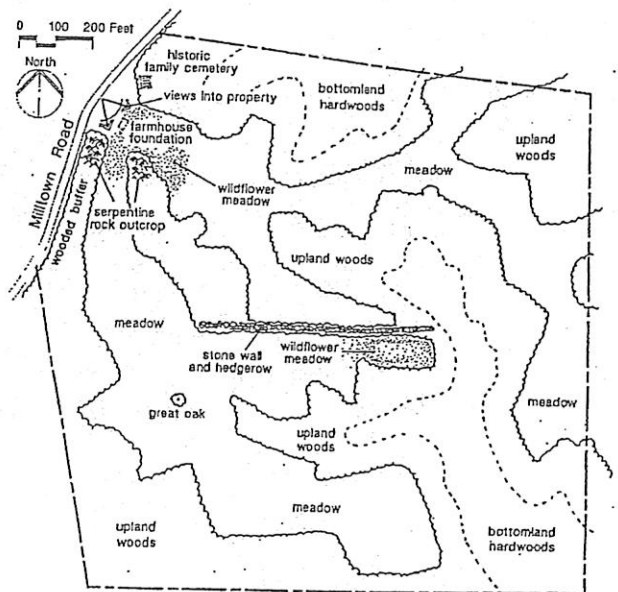 0 100 200 Feet
North
historic
family cemetery
views into property
farmhouse
foundation
bottomland
hardwoods
upland
woods
meadow
wildflower
meadow
Milltown Road
wooded buffer
serpentine
rock outcrop
upland woods
meadow
stone wall
and hedgerow
wildflower
meadow
great oak
upland
woods
meadow
meadow
upland
woods
bottomland
hardwoods